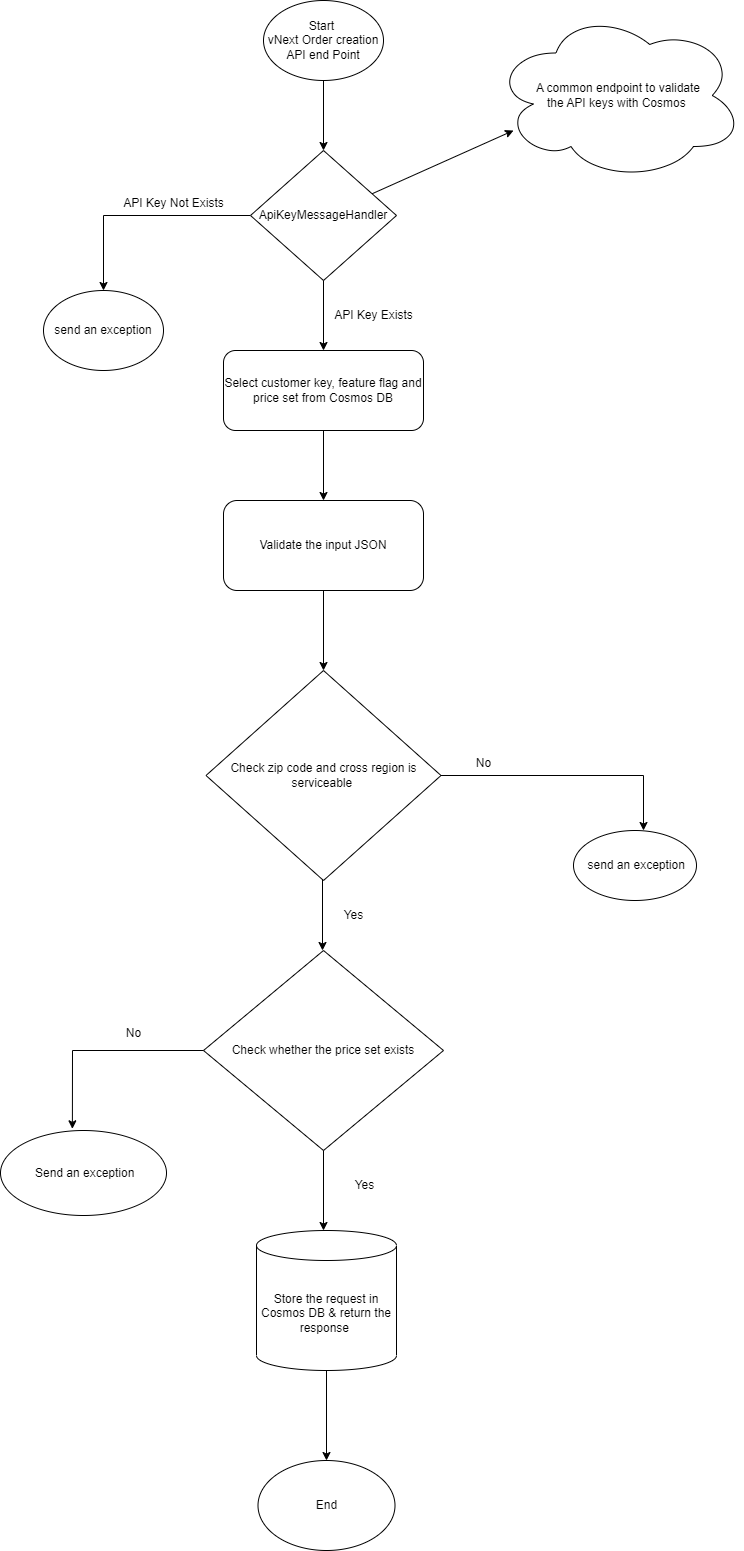 Start
vNext Order creation
API end Point
A common endpoint to validate
the API keys with Cosmos
API Key Not Exists
ApiKeyMessageHandler
send an exception
API Key Exists
Select customer key, feature flag and
price set from Cosmos DB
Validate the input JSON
Check zip code and cross region is
serviceable
No
send an exception
Yes
No
Check whether the price set exists
Send an exception
Yes
Store the request in
Cosmos DB & return the
response
End